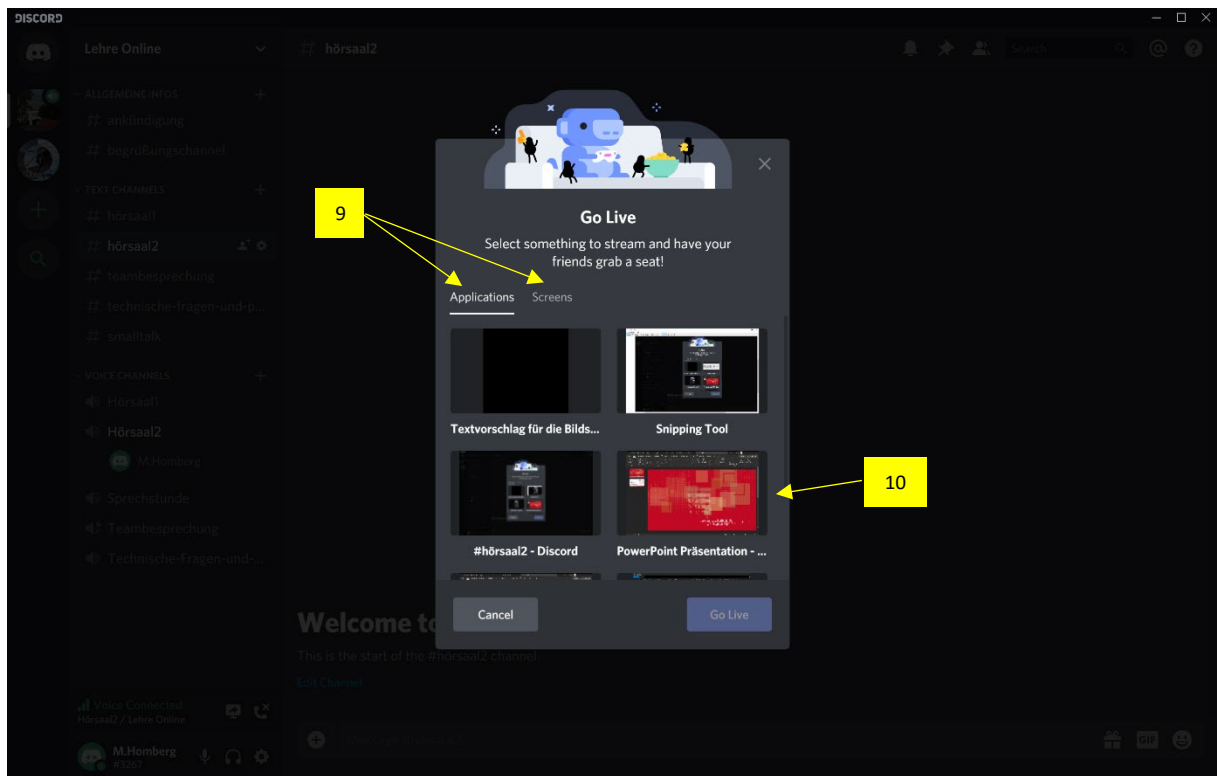 DISCORD
Lehre Online
hörsaal2
Search
ALLGEMEINE INFOS
ankündigung
begrüßungschannel
TEXT CHANNELS
hörsaal1
hörsaal2
teambesprechung
technische-fragen-und-p...
smalltalk
VOICE CHANNELS
Hörsaal1
Hörsaal2
M.Homberg
Sprechstunde
Teambesprechung
Technische-Fragen-und-...
Voice Connected
Hörsaal2 / Lehre Online
M.Homberg
#3267
9
Go Live
Select something to stream and have your
friends grab a seat!
Applications Screens
Textvorschlag für die Bilds... Snipping Tool
10
#hörsaal2 - Discord PowerPoint Präsentation - ...
Cancel Go Live
Welcome to
This is the start of the #hörsaal2 channel.
Edit Channel
GIF